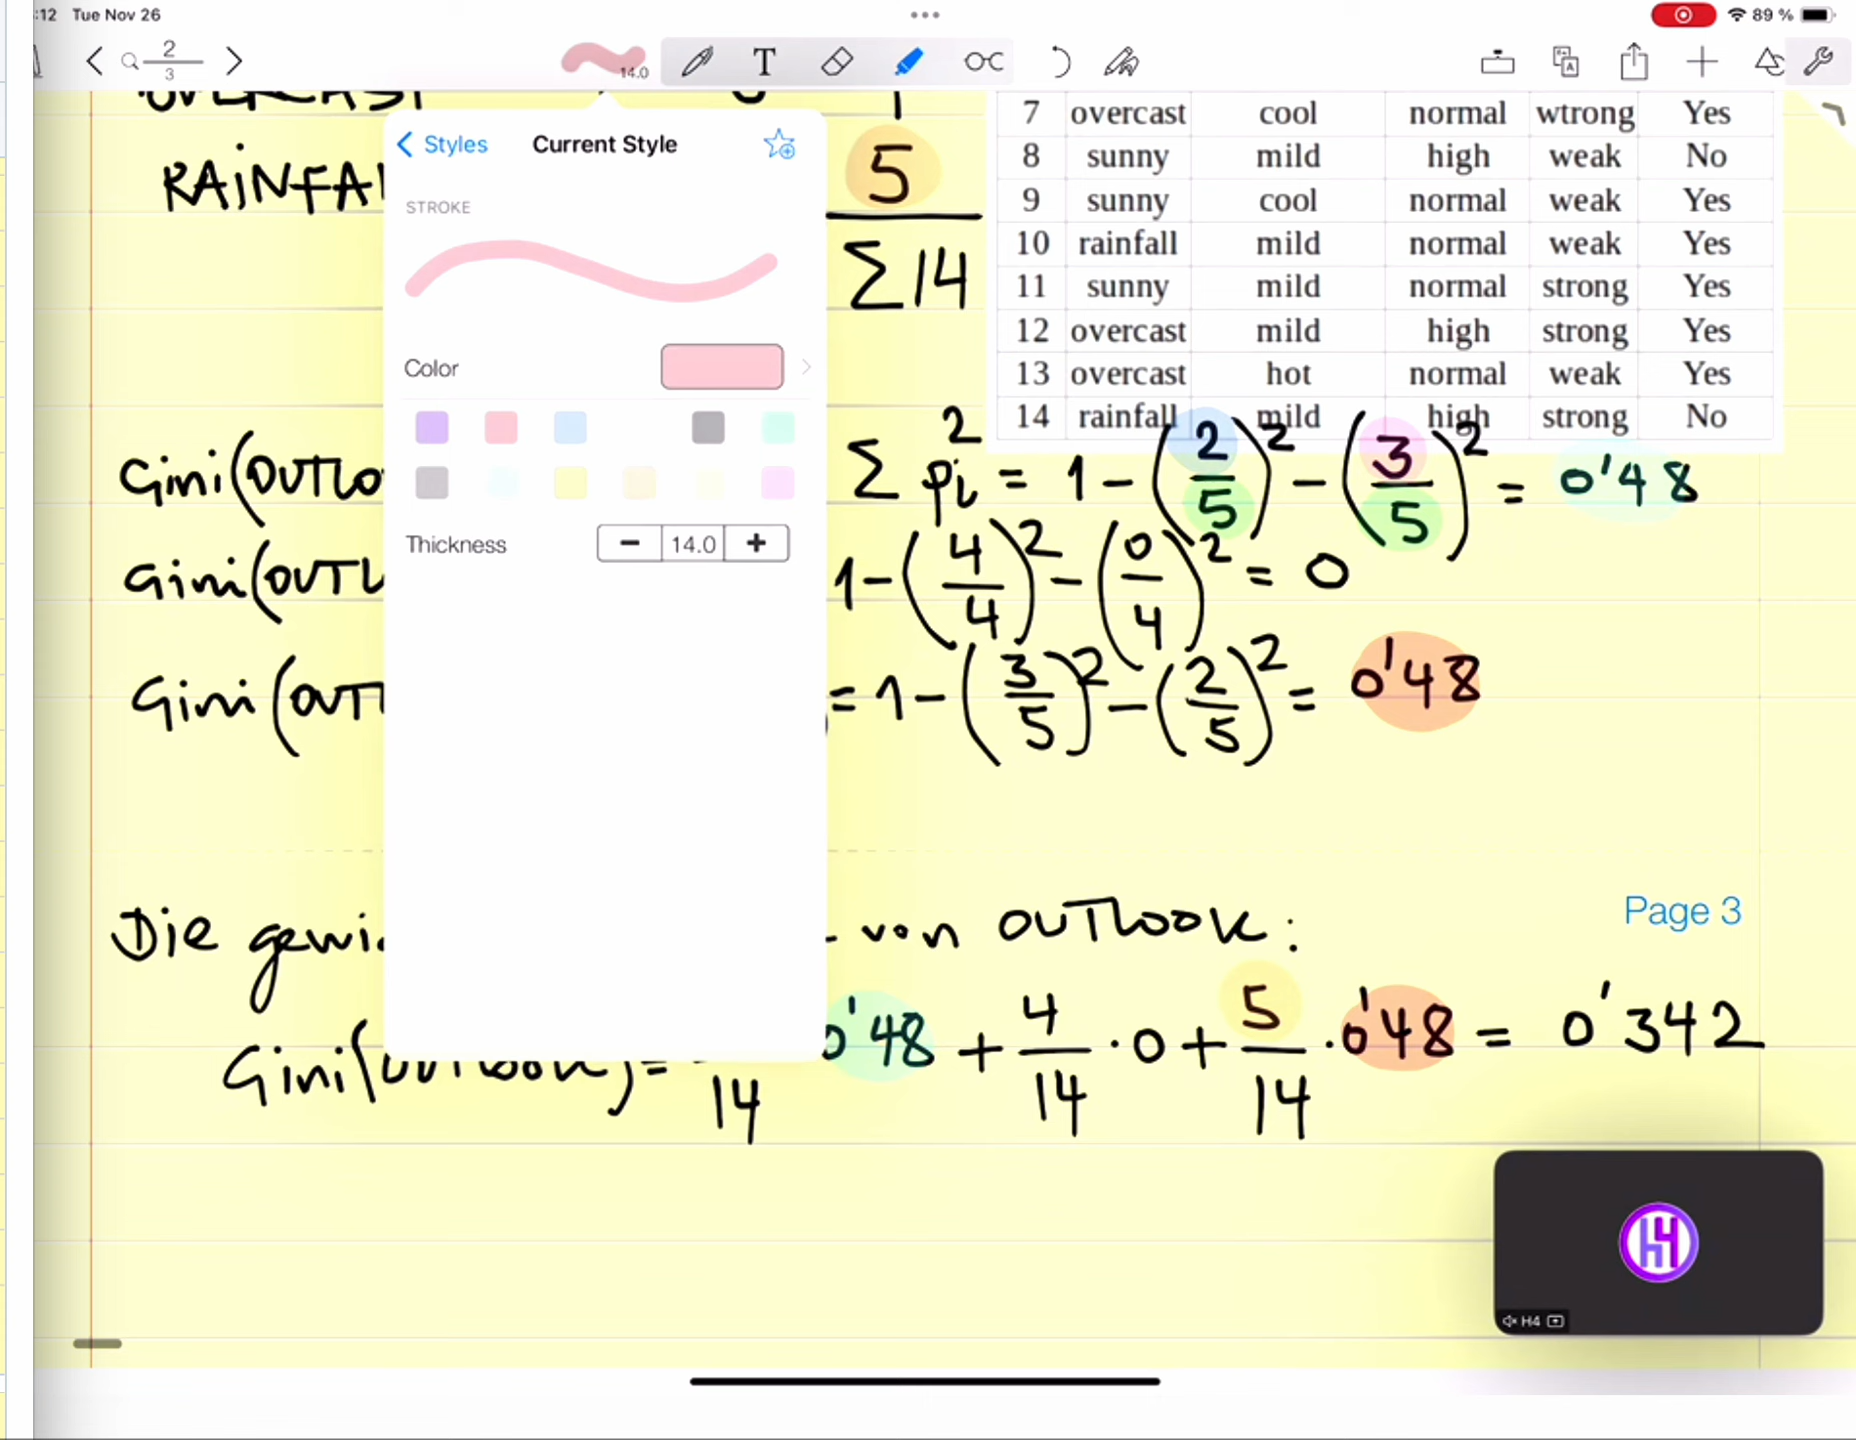 :12 Tue Nov 26
89 %
2
3
14.0
T
Styles Current Style
STROKE
Color
Thickness − 14.0 +
RAiNFAL 5
Σ14
7 overcast cool normal wtrong Yes
8 sunny mild high weak No
9 sunny cool normal weak Yes
10 rainfall mild normal weak Yes
11 sunny mild normal strong Yes
12 overcast mild high strong Yes
13 overcast hot normal weak Yes
14 rainfall mild high strong No
Gini(OUTLO Σ pi² = 1 − (2/5)² − (3/5)² = 0'48
Gini(OUTL 1 − (4/4)² − (0/4)² = 0
Gini(OUT = 1 − (3/5)² − (2/5)² = 0'48
Page 3
Die gewi von OUTLOOK:
Gini(OUTLOOK) = 14 0'48 + 4/14 · 0 + 5/14 · 0'48 = 0'342
H4